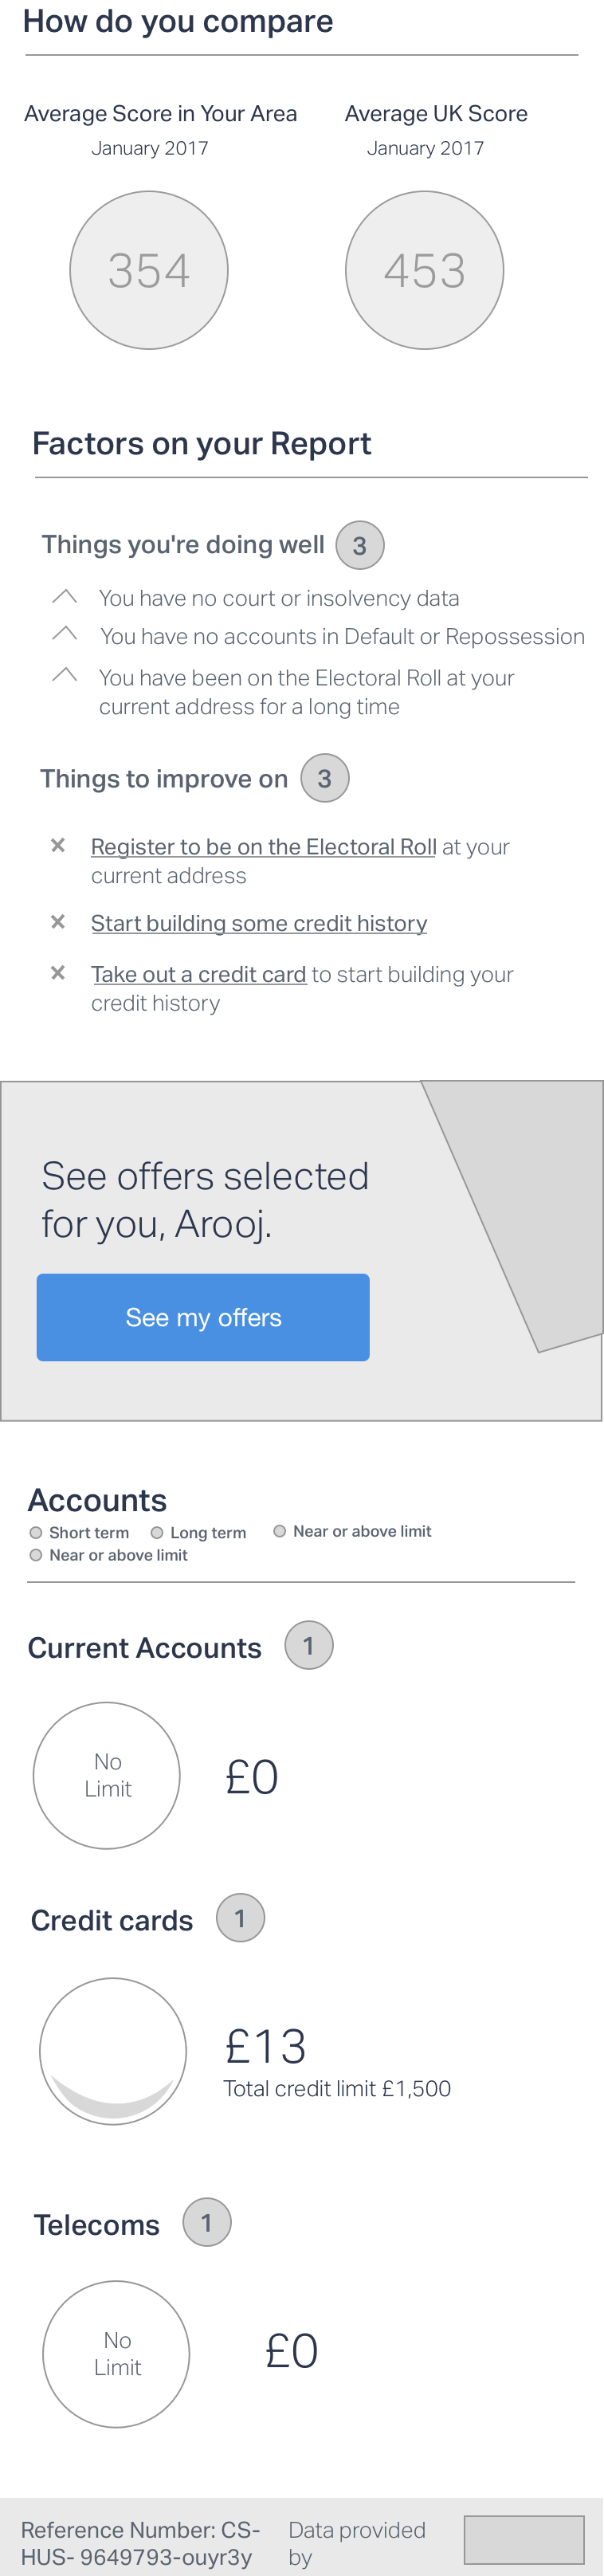 How do you compare
Average Score in Your Area
Average UK Score
January 2017
January 2017
354
453
Factors on your Report
Things you're doing well 3
You have no court or insolvency data
You have no accounts in Default or Repossession
You have been on the Electoral Roll at your
current address for a long time
Things to improve on 3
Register to be on the Electoral Roll at your
current address
Start building some credit history
Take out a credit card to start building your
credit history
See offers selected
for you, Arooj.
See my offers
Accounts
Short term Long term Near or above limit
Near or above limit
Current Accounts 1
No
Limit
£0
Credit cards 1
£13
Total credit limit £1,500
Telecoms 1
No
Limit
£0
Reference Number: CS-
HUS- 9649793-ouyr3y
Data provided
by